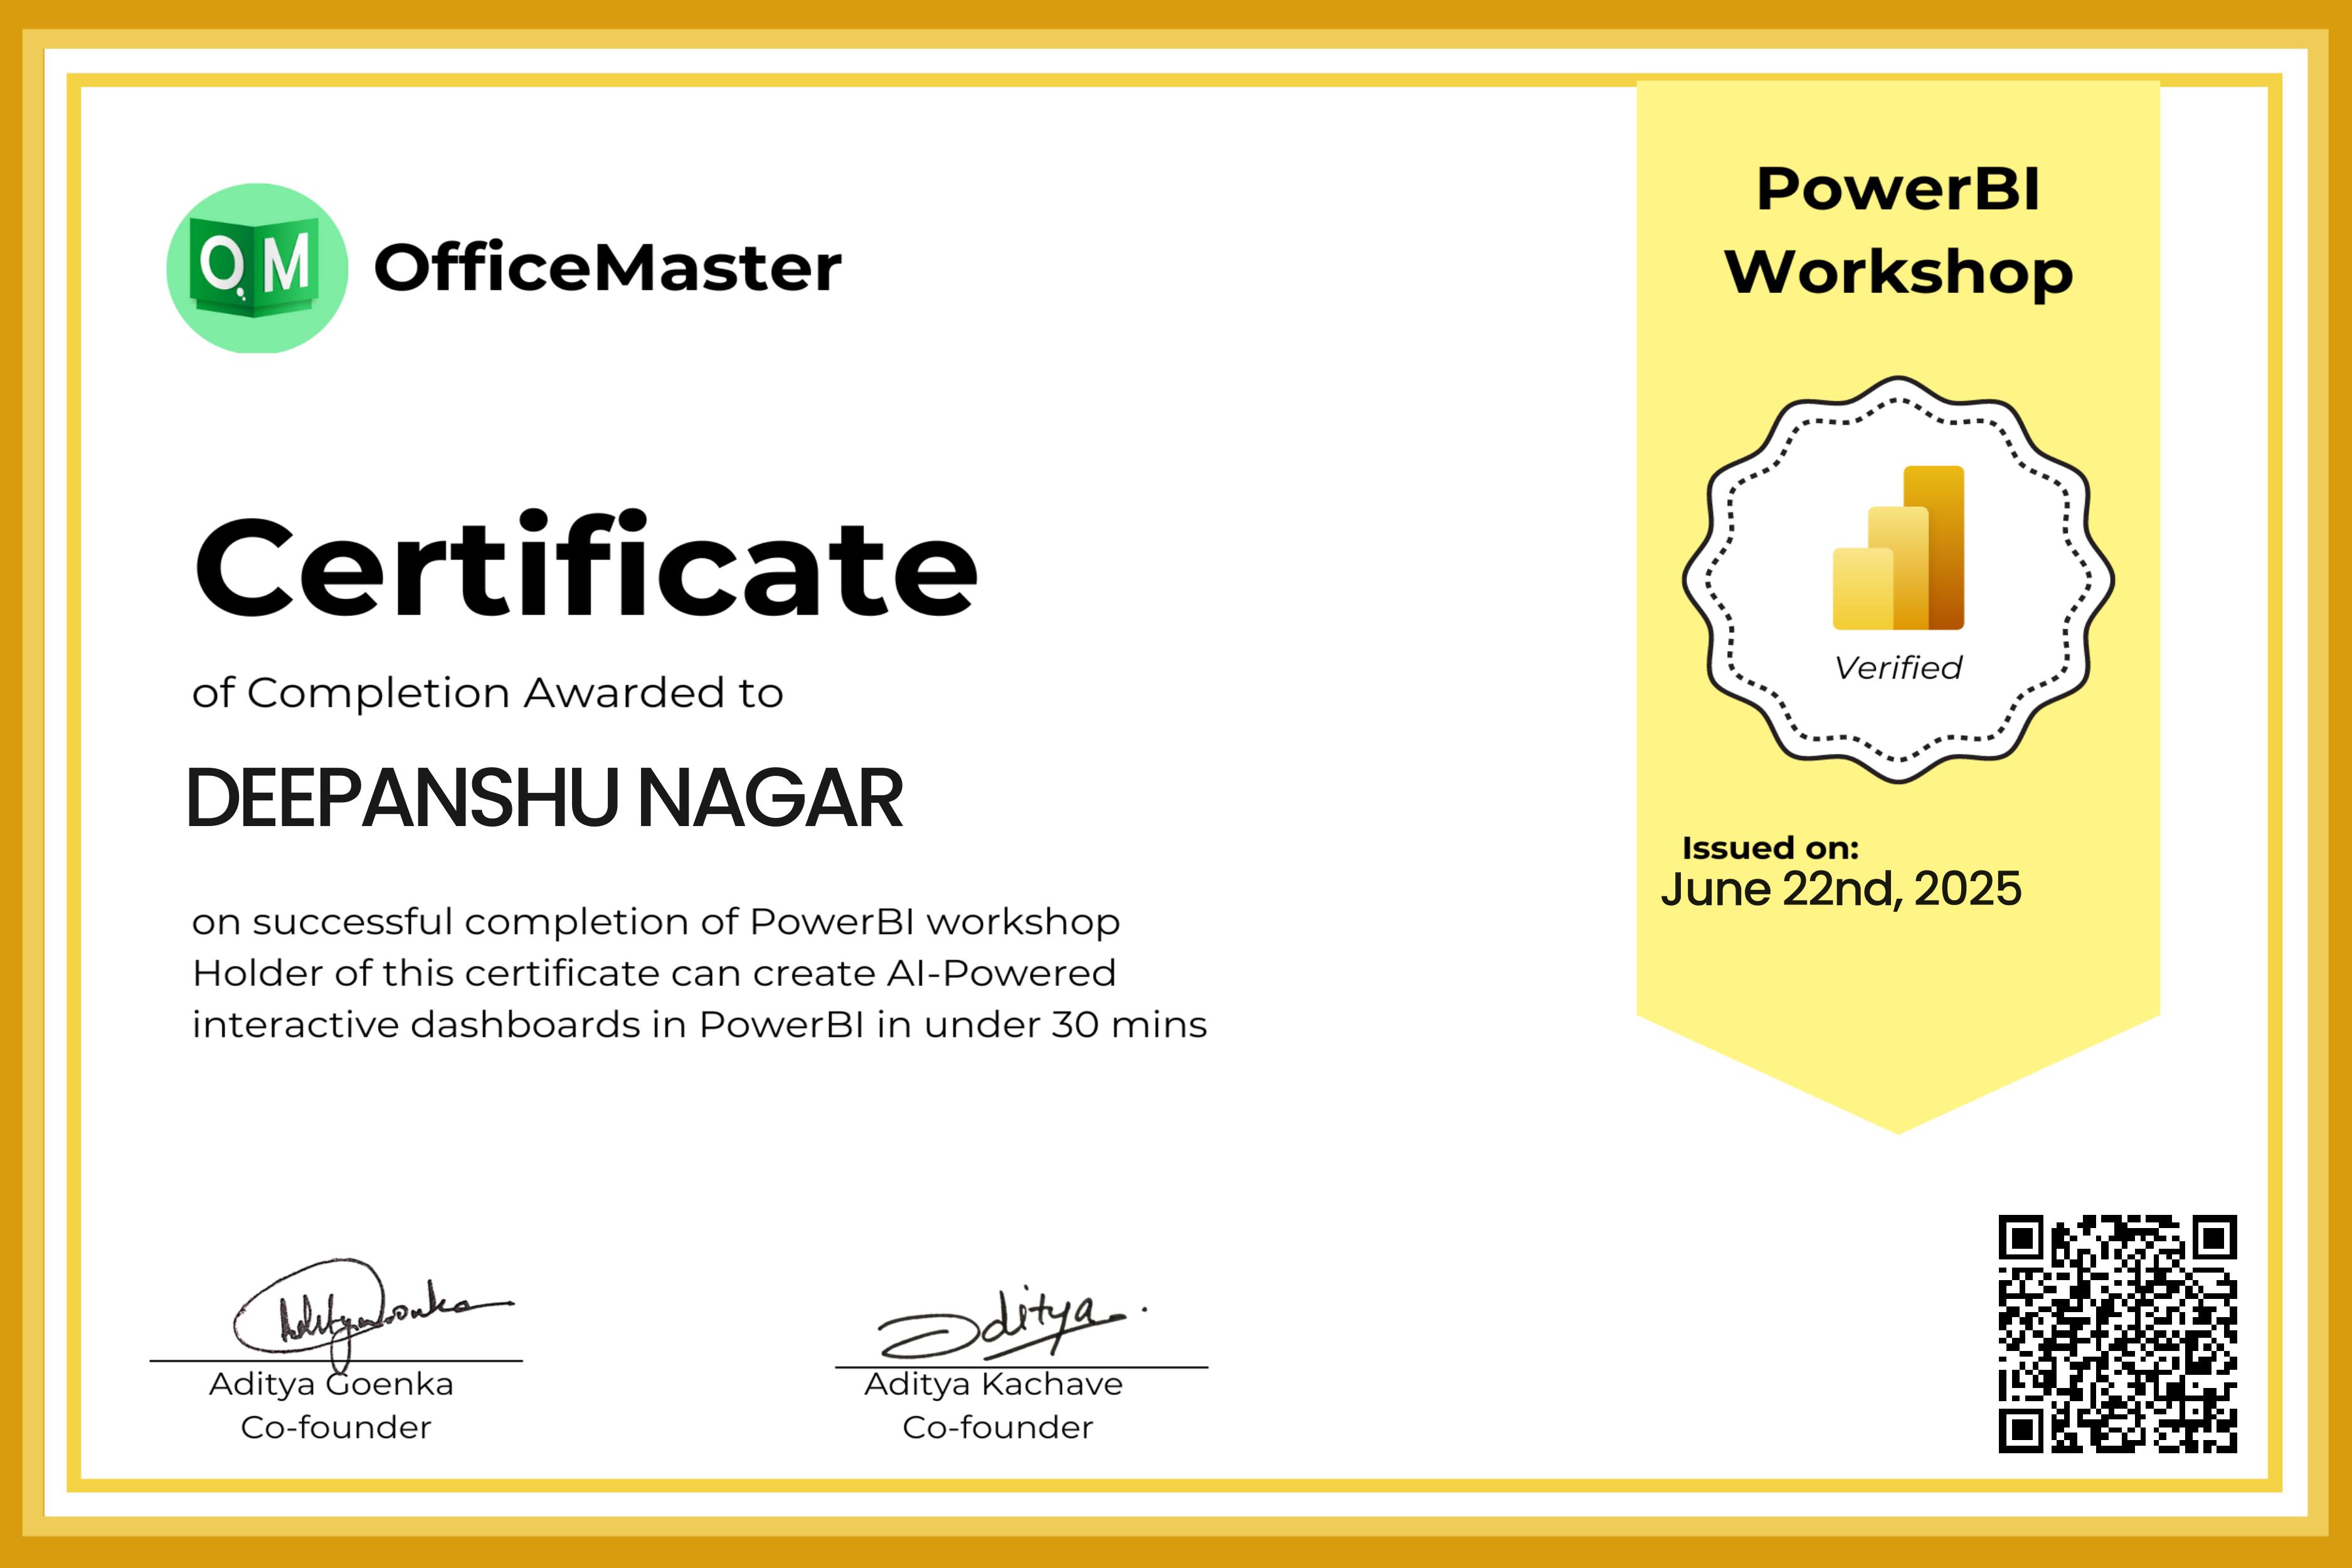 OM
OfficeMaster
PowerBI
Workshop
Certificate
of Completion Awarded to
DEEPANSHU NAGAR
on successful completion of PowerBI workshop
Holder of this certificate can create AI-Powered
interactive dashboards in PowerBI in under 30 mins
Verified
Issued on:
June 22nd, 2025
Aditya Goenka
Aditya Goenka
Co-founder
Aditya
Aditya Kachave
Co-founder